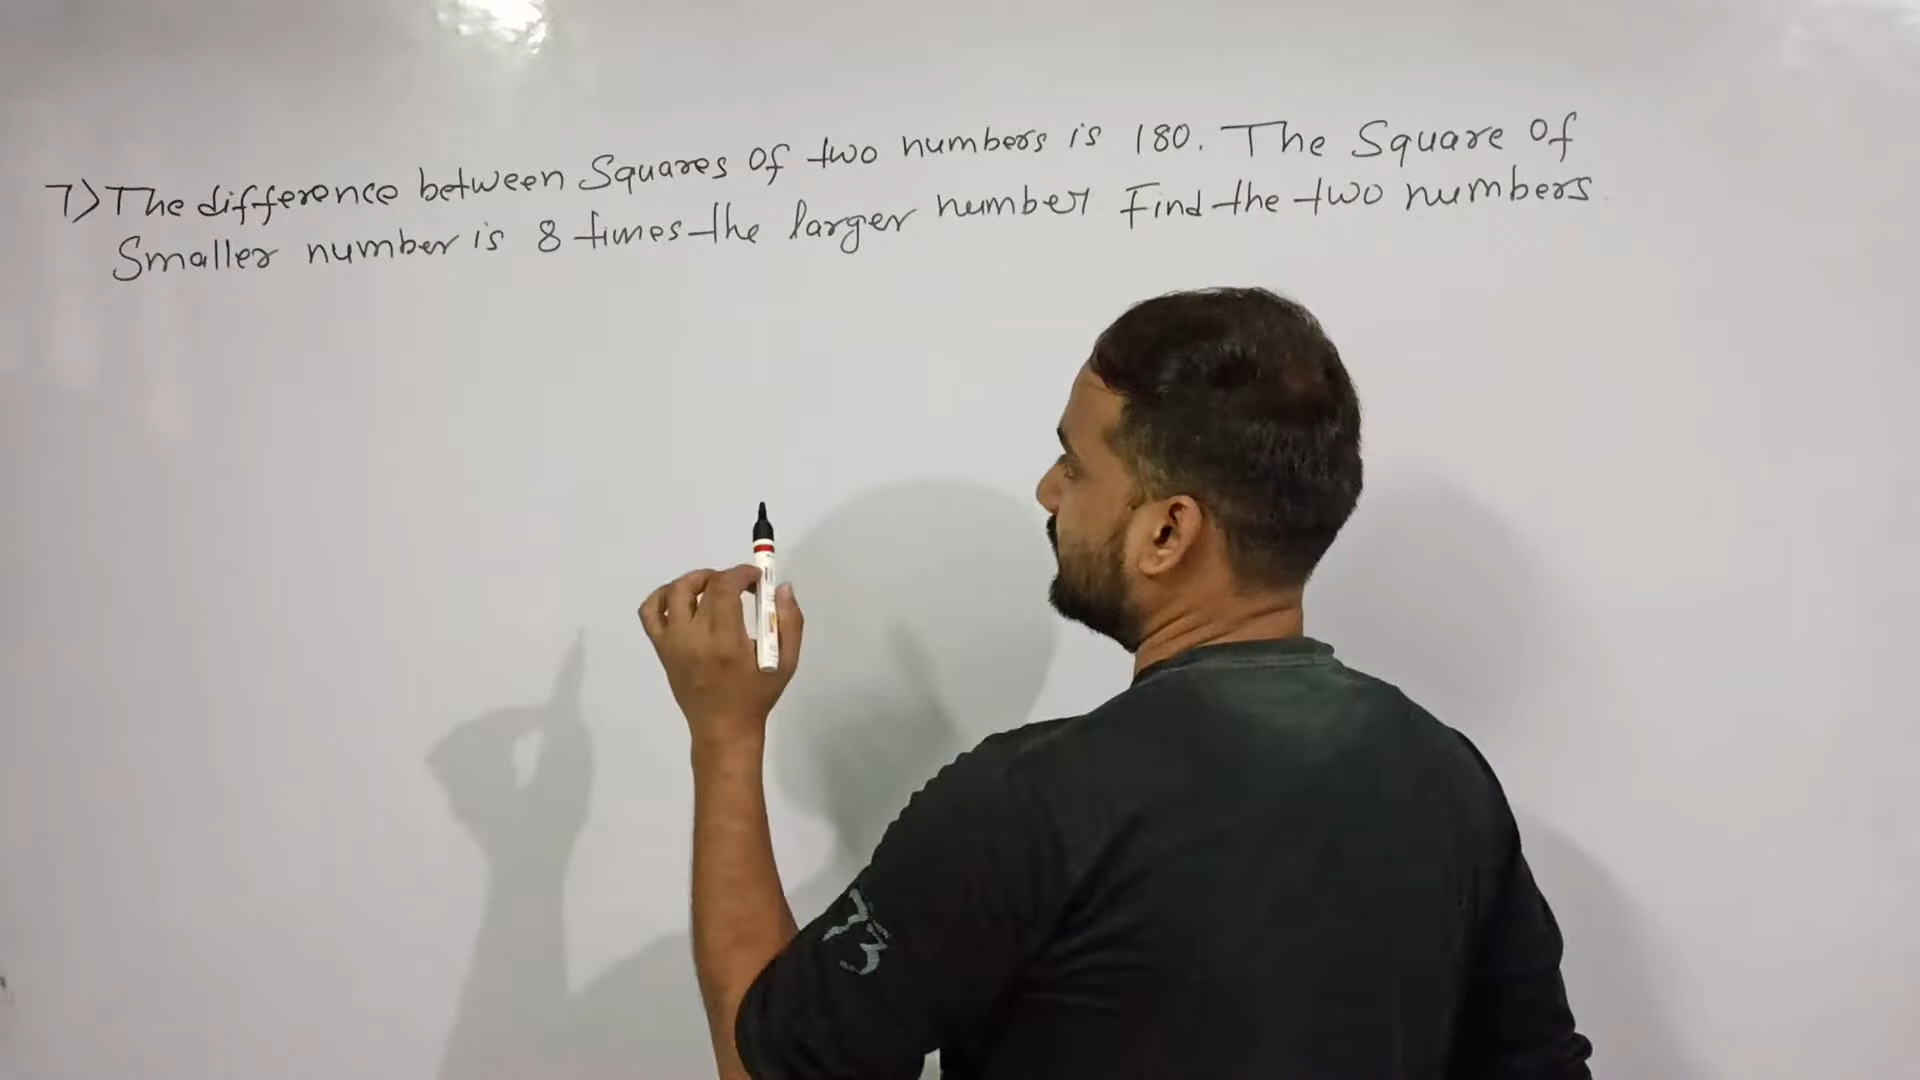 7) The difference between Squares of two numbers is 180. The Square of
Smaller number is 8 times the larger number Find the two numbers.
73